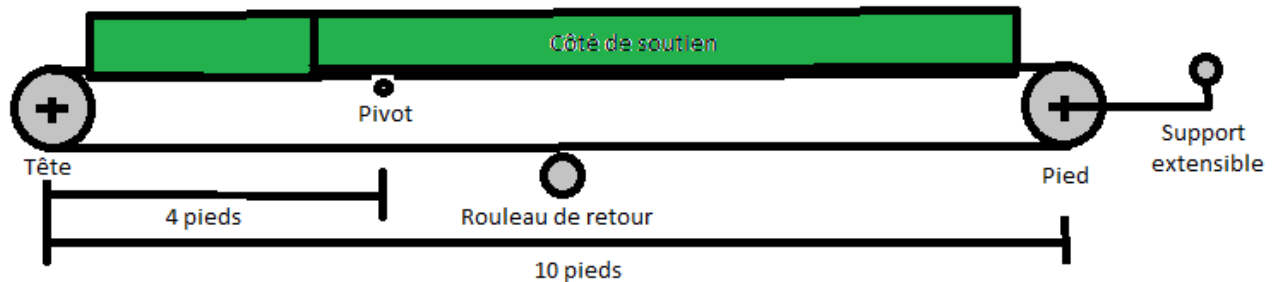 Côté de soutien
Pivot
Tête
Pied
Support
extensible
4 pieds
Rouleau de retour
10 pieds